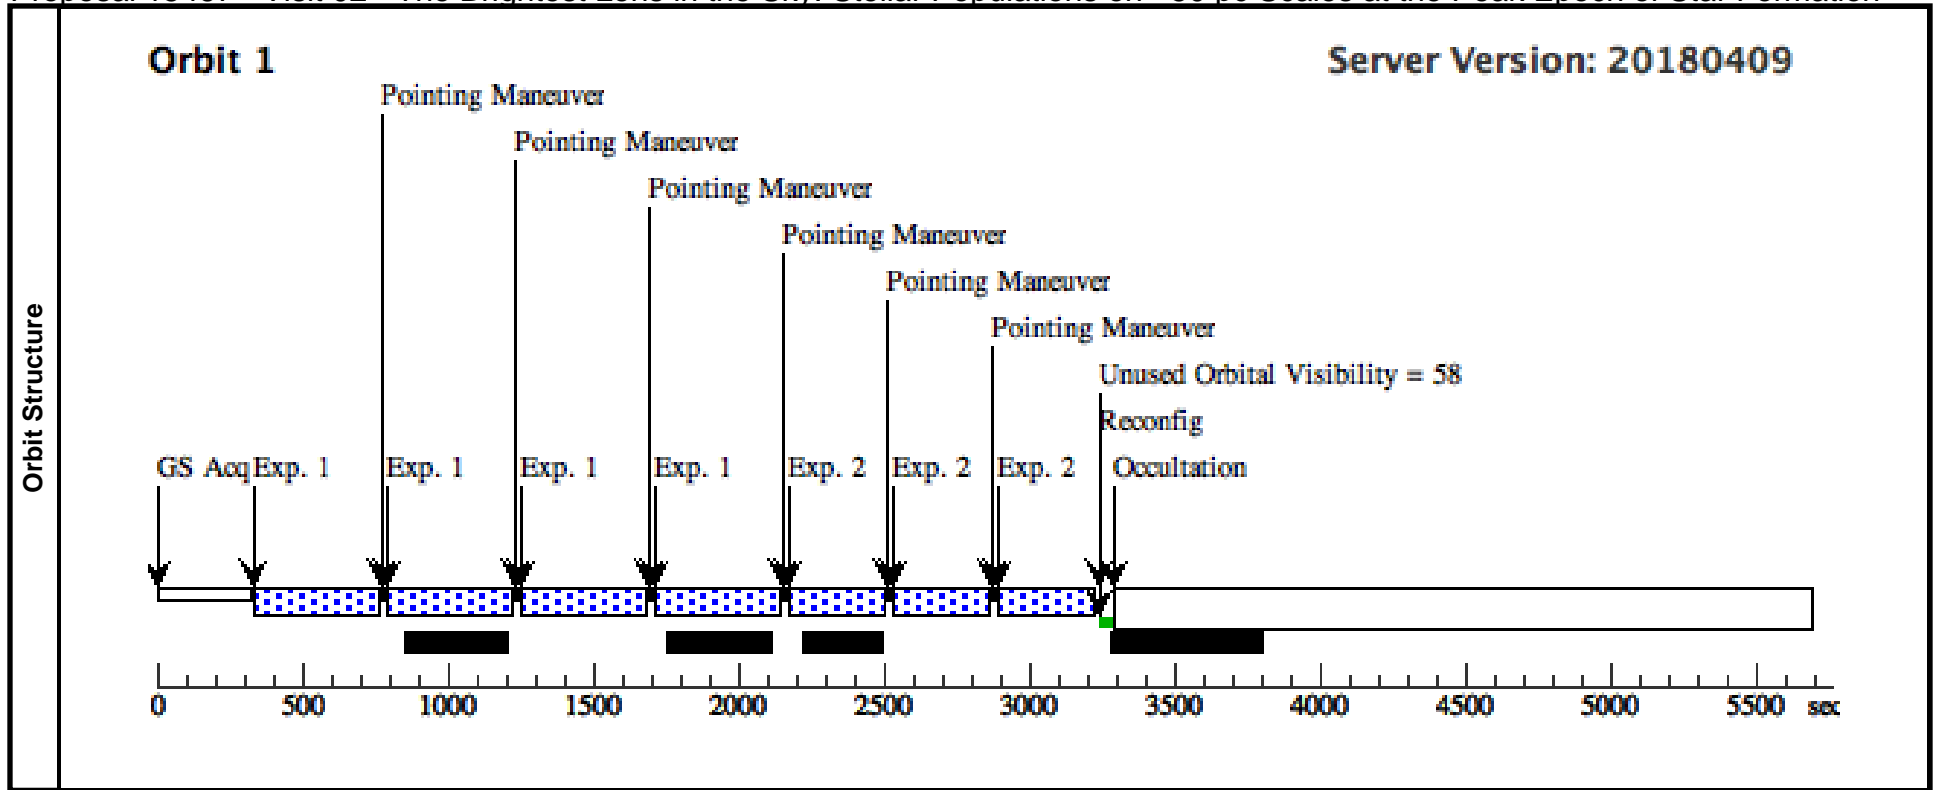 Orbit 1
Server Version: 20180409
Pointing Maneuver
Pointing Maneuver
Pointing Maneuver
Pointing Maneuver
Pointing Maneuver
Pointing Maneuver
Unused Orbital Visibility = 58
Reconfig
GS Acq Exp. 1 Exp. 1 Exp. 1 Exp. 1 Exp. 2 Exp. 2 Exp. 2 Occultation
Orbit Structure
0 500 1000 1500 2000 2500 3000 3500 4000 4500 5000 5500 sec